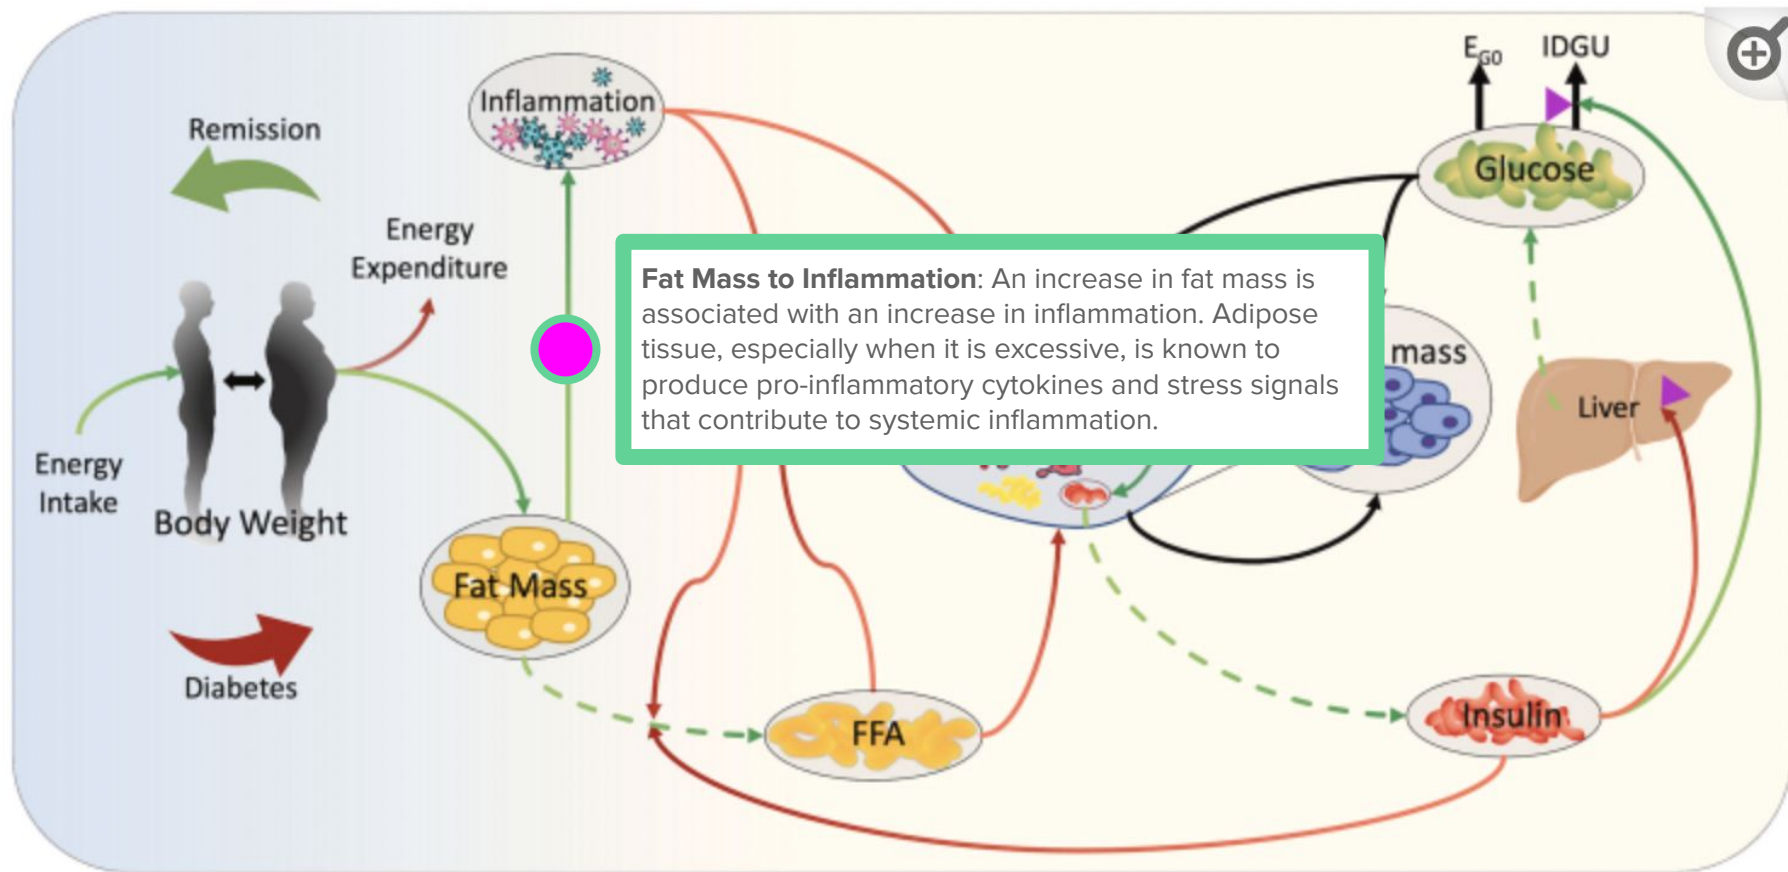 Remission
Energy
Expenditure
Energy
Intake
Body Weight
Diabetes
Inflammation
Fat Mass
Fat Mass to Inflammation: An increase in fat mass is
associated with an increase in inflammation. Adipose
tissue, especially when it is excessive, is known to
produce pro-inflammatory cytokines and stress signals
that contribute to systemic inflammation.
FFA
mass
EG0
IDGU
Glucose
Liver
Insulin